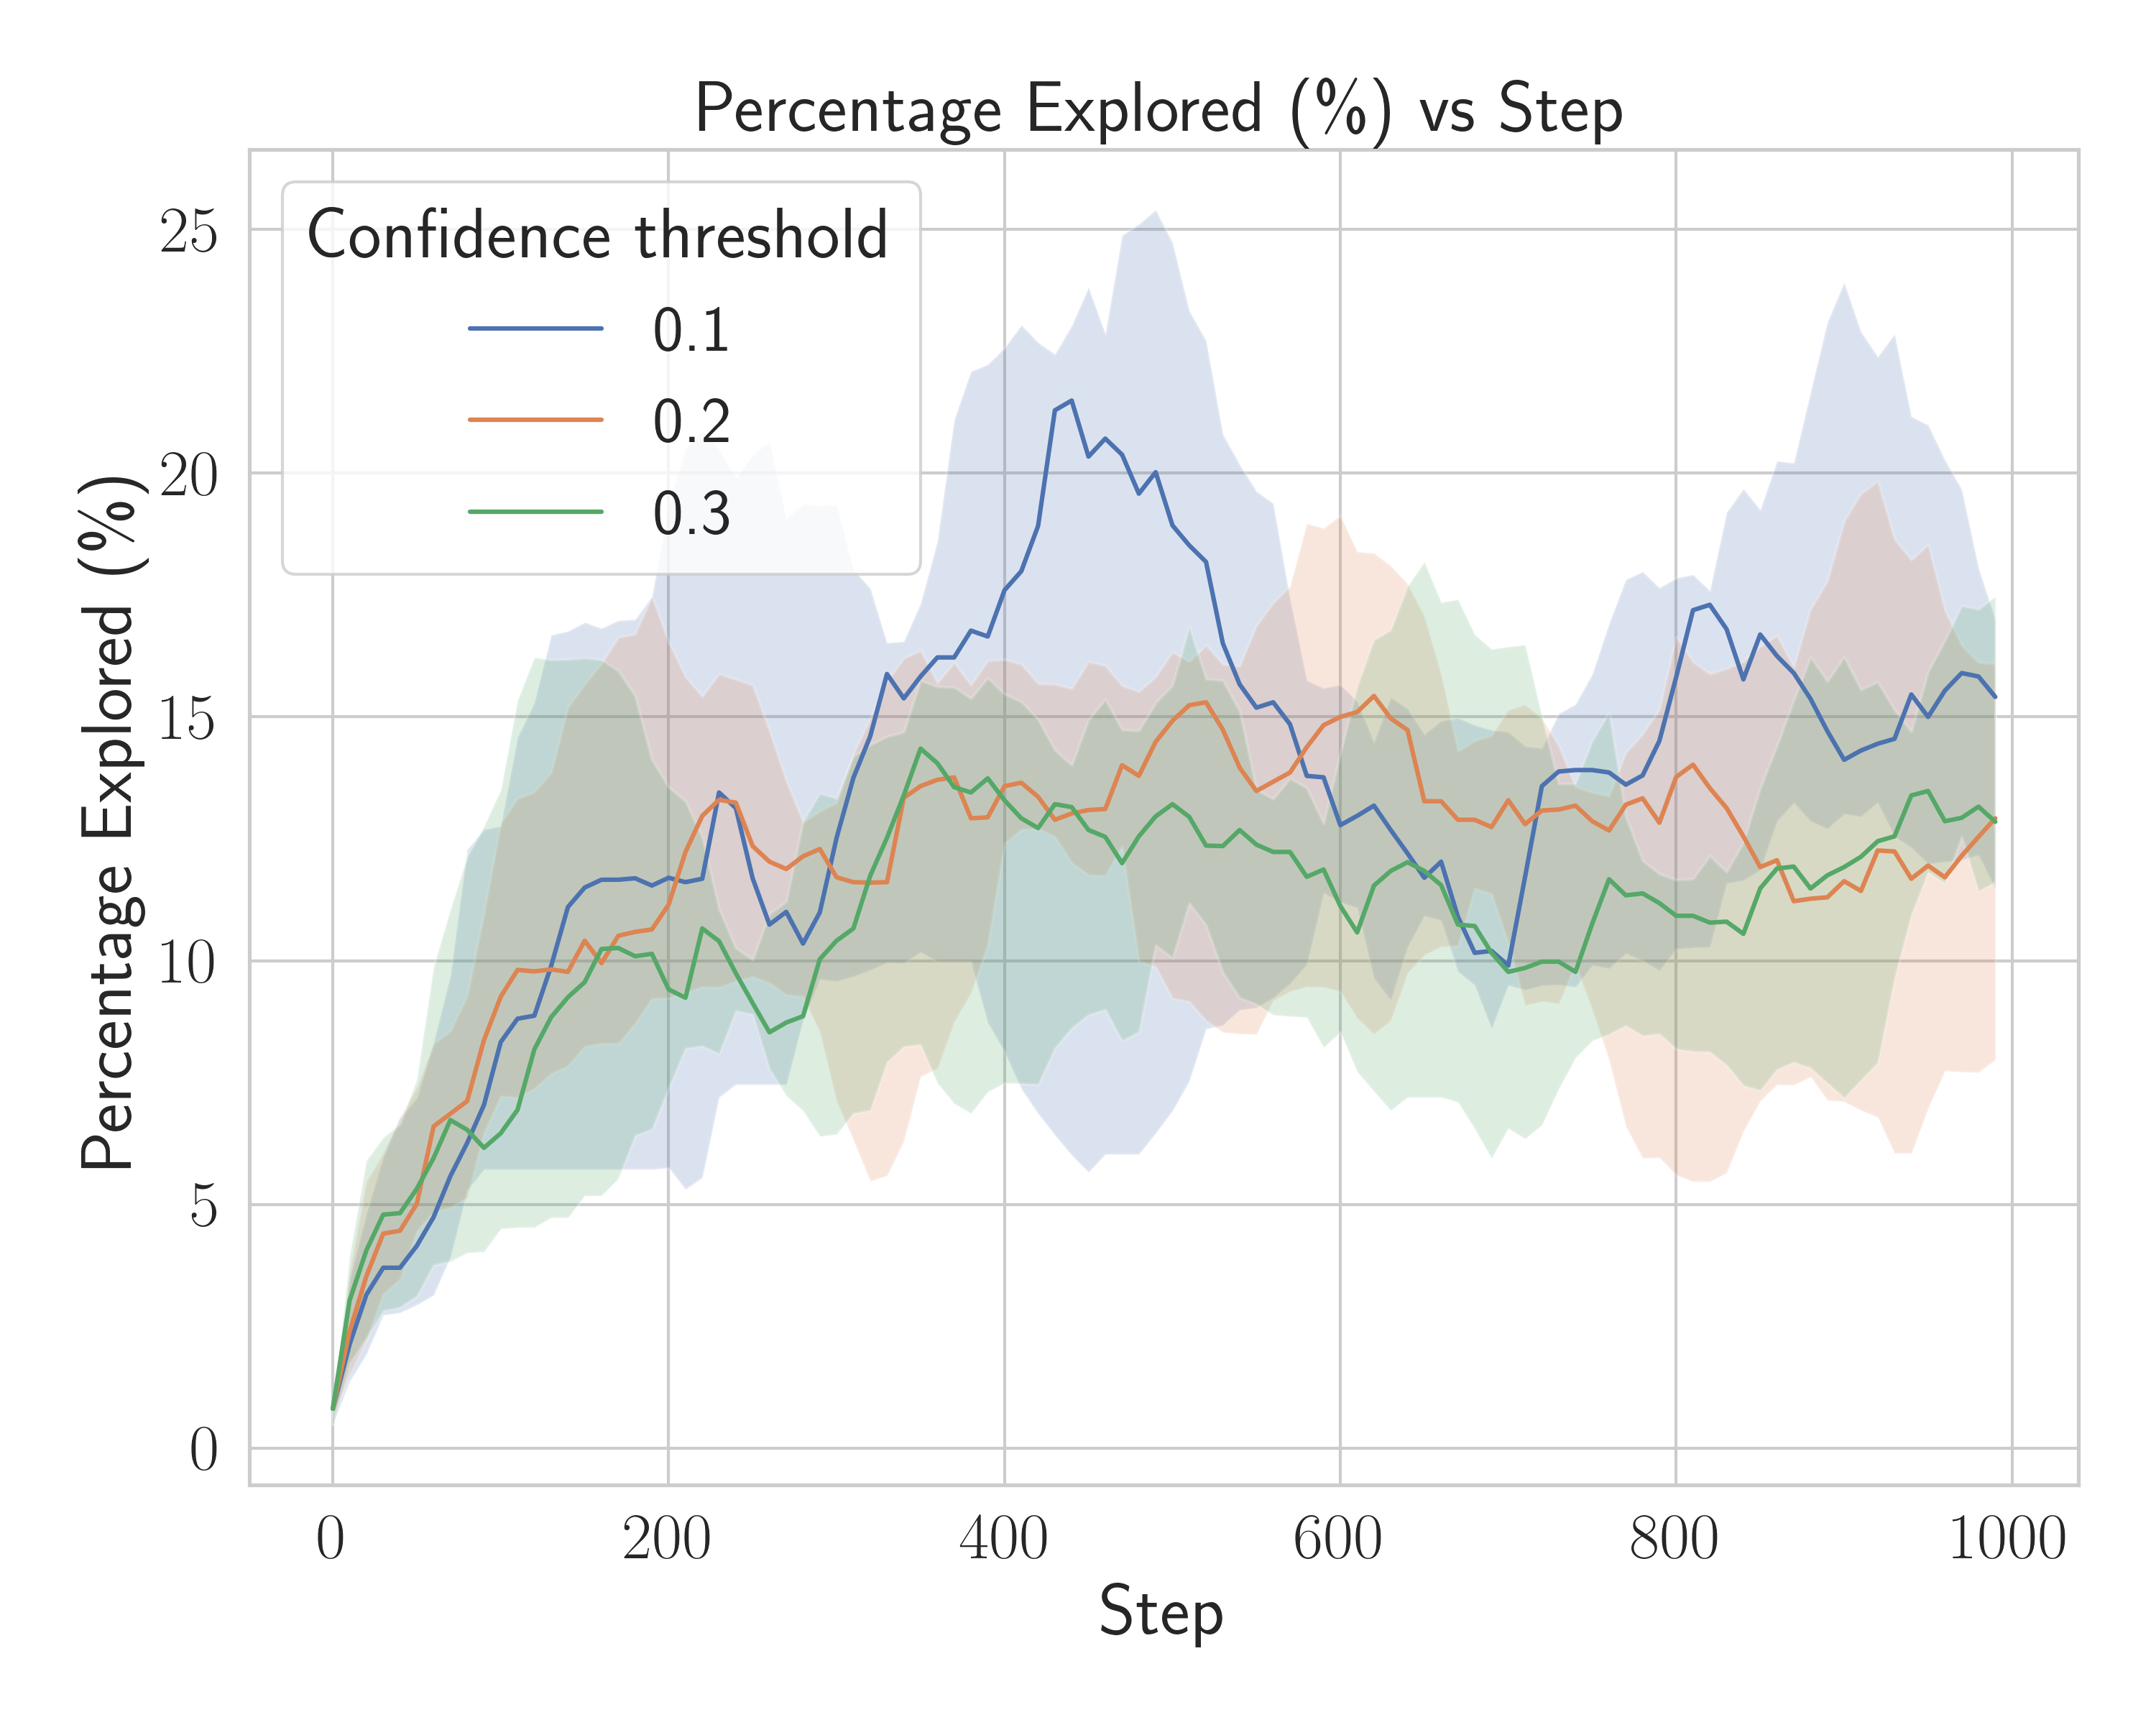 Percentage Explored (%) vs Step
Percentage Explored (%)
25
20
15
10
5
0
Confidence threshold
0.1
0.2
0.3
0 200 400 600 800 1000
Step